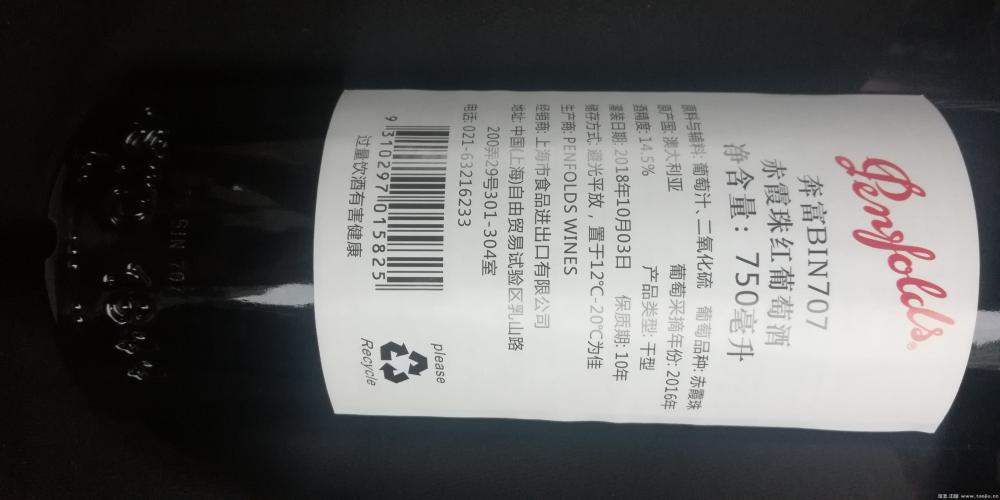 Penfolds
奔富BIN707
赤霞珠红葡萄酒
净含量：750毫升
原料与辅料: 葡萄汁、二氧化硫 葡萄品种: 赤霞珠
原产国: 澳大利亚 葡萄采摘年份: 2016年
酒精度: 14.5% 产品类型: 干型
灌装日期: 2018年10月03日 保质期: 10年
储存方式: 避光平放，置于12℃-20℃为佳
生产商: PENFOLDS WINES
经销商: 上海市食品进出口有限公司
地址: 中国(上海)自由贸易试验区乳山路
200弄29号301-304室
电话: 021-63216233
9 310297 015825
过量饮酒有害健康
please
Recycle
BIN 707